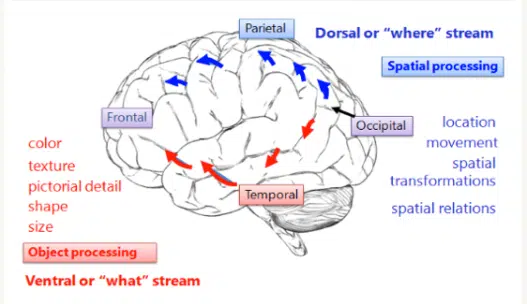 Parietal
Dorsal or “where” stream
Spatial processing
Frontal
Occipital
color
texture
pictorial detail
shape
size
location
movement
spatial
transformations
spatial relations
Temporal
Object processing
Ventral or “what” stream